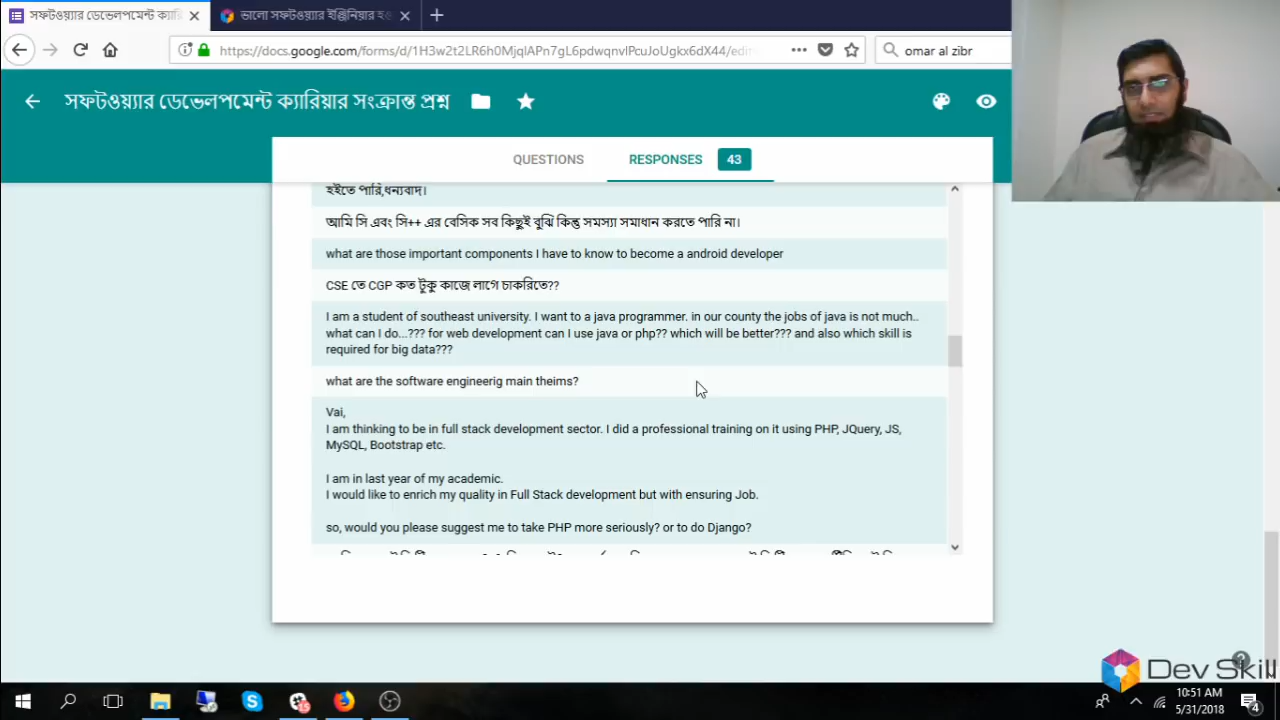 সফটওয়্যার ডেভেলপমেন্ট ক্যারি
ভালো সফটওয়্যার ইঞ্জিনিয়ার হও
https://docs.google.com/forms/d/1H3w2t2LR6h0MjqlAPn7gL6pdwqnvlPcuJoUgkx6dX44/edi
omar al zibr
সফটওয়্যার ডেভেলপমেন্ট ক্যারিয়ার সংক্রান্ত প্রশ্ন
QUESTIONS
RESPONSES 43
হইতে পারি,ধন্যবাদ।
আমি সি এবং সি++ এর বেসিক সব কিছুই বুঝি কিন্তু সমস্যা সমাধান করতে পারি না।
what are those important components I have to know to become a android developer
CSE তে CGP কত টুকু কাজে লাগে চাকরিতে??
I am a student of southeast university. I want to a java programmer. in our county the jobs of java is not much..
what can I do...??? for web development can I use java or php?? which will be better??? and also which skill is
required for big data???
what are the software engineerig main theims?
Vai,
I am thinking to be in full stack development sector. I did a professional training on it using PHP, JQuery, JS,
MySQL, Bootstrap etc.
I am in last year of my academic.
I would like to enrich my quality in Full Stack development but with ensuring Job.
so, would you please suggest me to take PHP more seriously? or to do Django?
Dev Skill
10:51 AM
5/31/2018
4